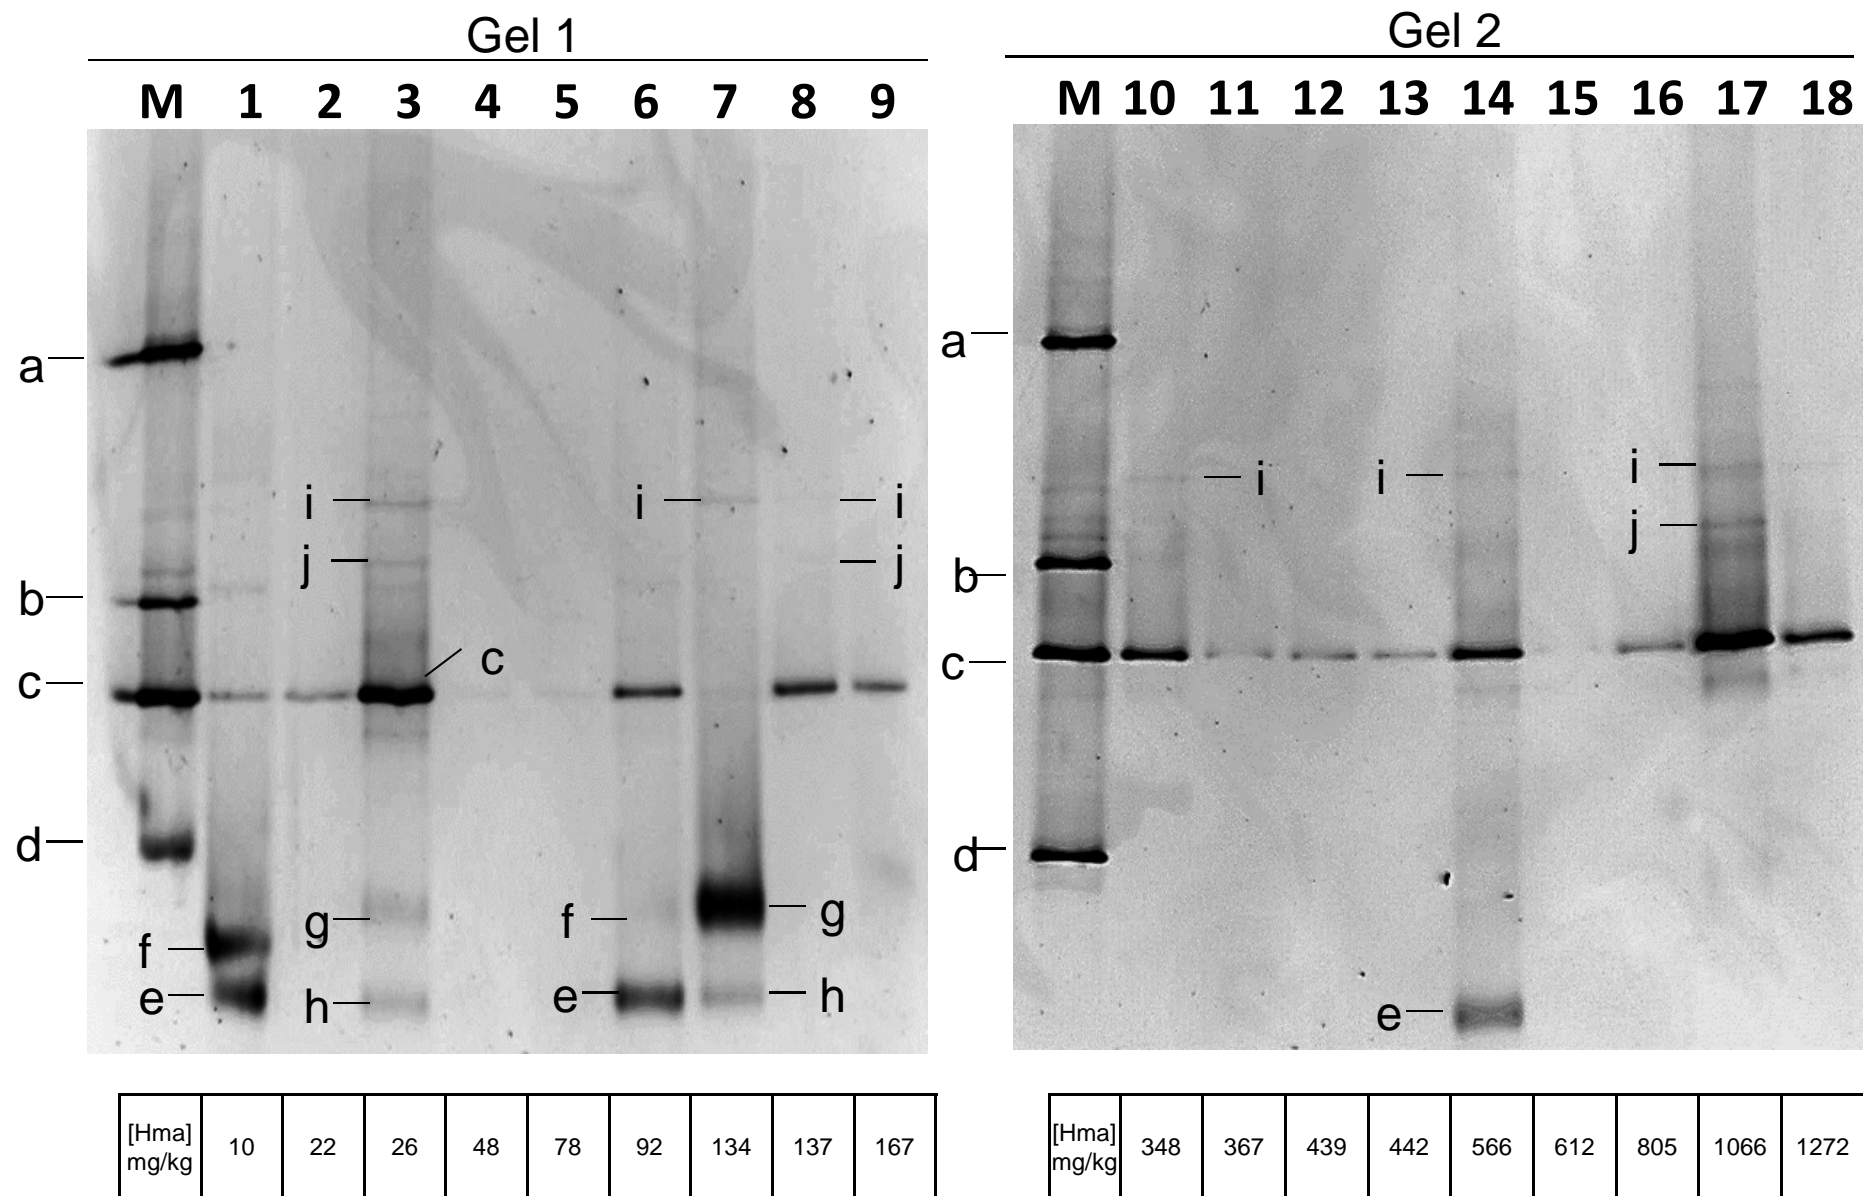 Gel 1
Gel 2
M 1 2 3 4 5 6 7 8 9
M 10 11 12 13 14 15 16 17 18
a
i
j
b
c
c
d
g
f
e
h
i
i
j
f
g
e
h
a
i
i
i
j
b
c
d
e
[Hma] mg/kg 10 22 26 48 78 92 134 137 167
[Hma] mg/kg 348 367 439 442 566 612 805 1066 1272